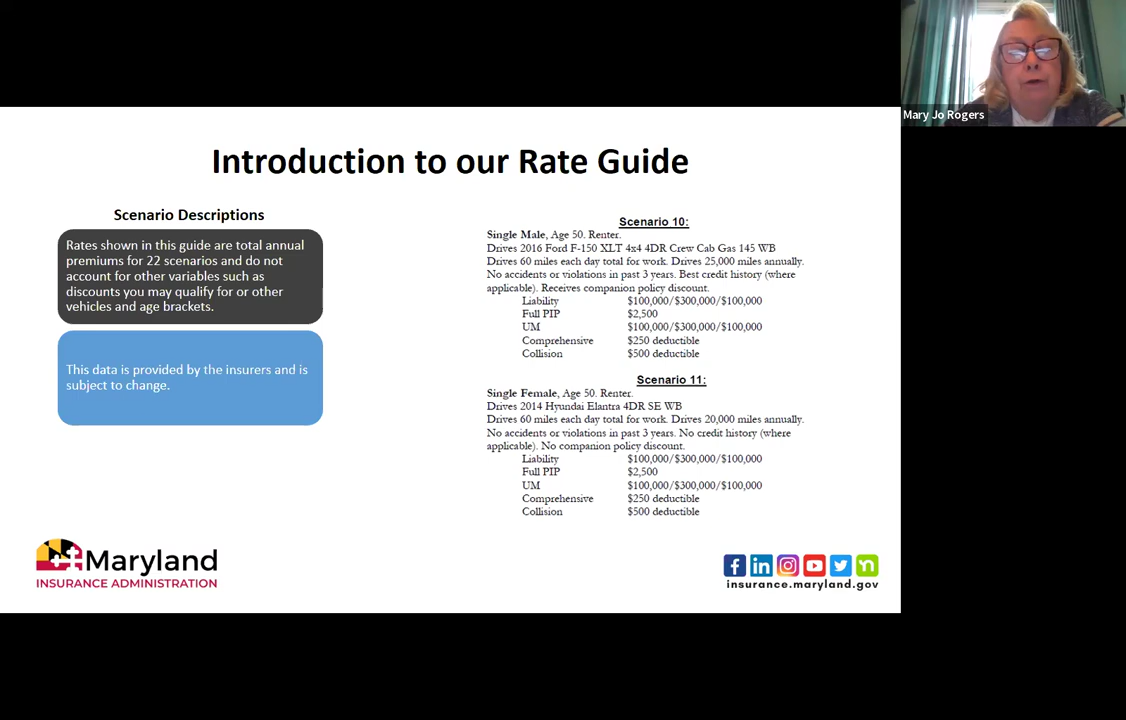 Mary Jo Rogers
Introduction to our Rate Guide
Scenario Descriptions
Rates shown in this guide are total annual
premiums for 22 scenarios and do not
account for other variables such as
discounts you may qualify for or other
vehicles and age brackets.
This data is provided by the insurers and is
subject to change.
Scenario 10:
Single Male, Age 50. Renter.
Drives 2016 Ford F-150 XLT 4x4 4DR Crew Cab Gas 145 WB
Drives 60 miles each day total for work. Drives 25,000 miles annually.
No accidents or violations in past 3 years. Best credit history (where
applicable). Receives companion policy discount.
Liability $100,000/$300,000/$100,000
Full PIP $2,500
UM $100,000/$300,000/$100,000
Comprehensive $250 deductible
Collision $500 deductible
Scenario 11:
Single Female, Age 50. Renter.
Drives 2014 Hyundai Elantra 4DR SE WB
Drives 60 miles each day total for work. Drives 20,000 miles annually.
No accidents or violations in past 3 years. No credit history (where
applicable). No companion policy discount.
Liability $100,000/$300,000/$100,000
Full PIP $2,500
UM $100,000/$300,000/$100,000
Comprehensive $250 deductible
Collision $500 deductible
Maryland
INSURANCE ADMINISTRATION
insurance.maryland.gov